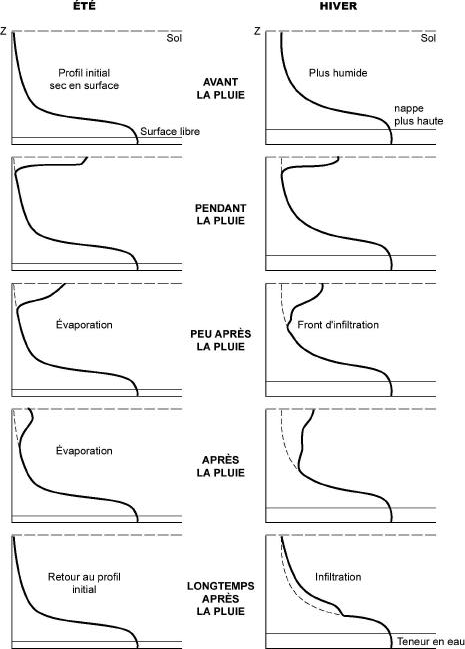 ÉTÉ
HIVER
Z
Sol
Z
Sol
Profil initial
sec en surface
AVANT
LA PLUIE
Plus humide
nappe
plus haute
Surface libre
PENDANT
LA PLUIE
Évaporation
PEU APRÈS
LA PLUIE
Front d'infiltration
Évaporation
APRÈS
LA PLUIE
Retour au profil
initial
LONGTEMPS
APRÈS
LA PLUIE
Infiltration
Teneur en eau